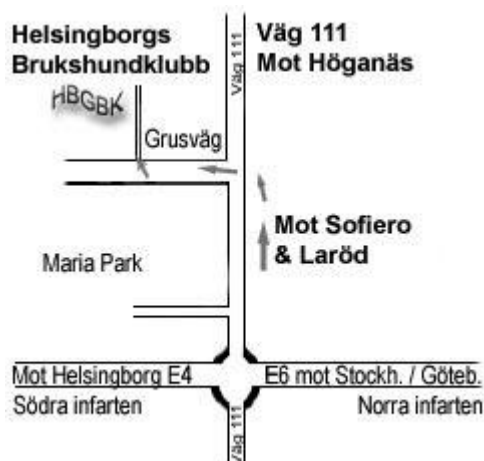 Helsingborgs
Brukshundklubb
HBGBK
Väg 111
Väg 111
Mot Höganäs
Grusväg
Mot Sofiero
& Laröd
Maria Park
Mot Helsingborg E4
E6 mot Stockh. / Göteb.
Södra infarten
Norra infarten
Väg 111